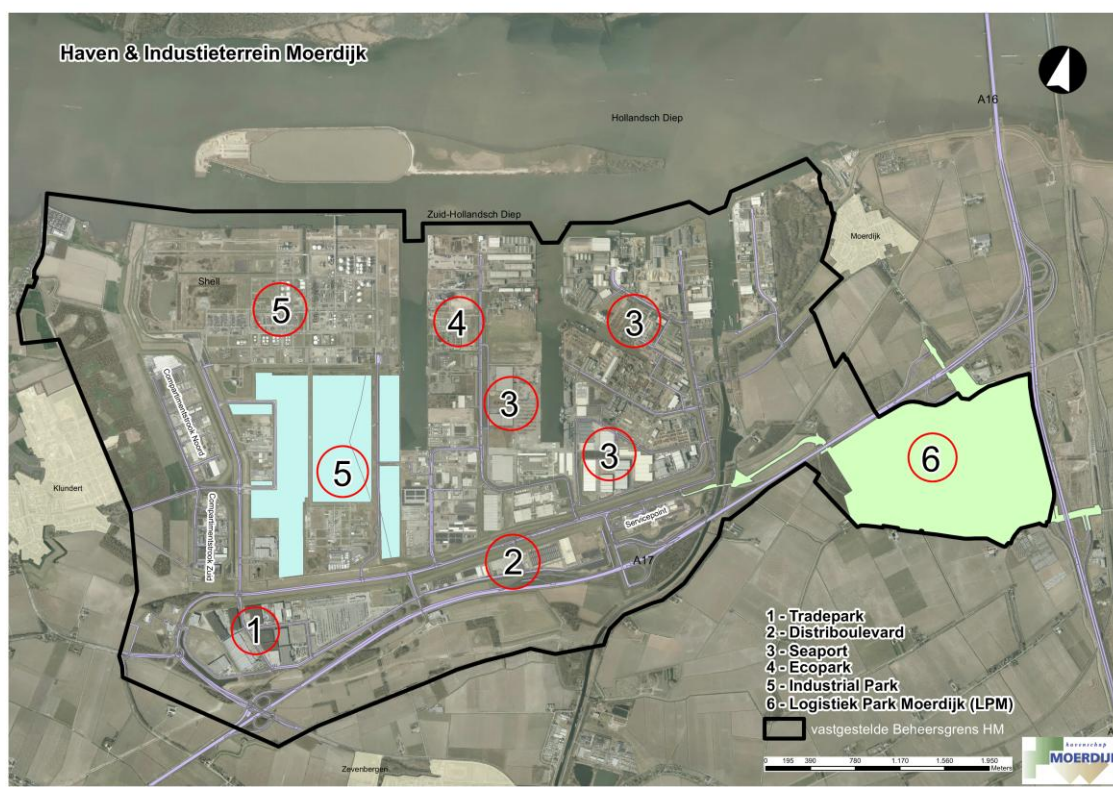 Haven & Industieterrein Moerdijk
A16
Hollandsch Diep
Zuid-Hollandsch Diep
Moerdijk
Shell
5
4
3
Compartimentstrook Noord
3
3
6
5
Klundert
Compartimentstrook Zuid
Servicepoint
2
A17
1
1 - Tradepark
2 - Distriboulevard
3 - Seaport
4 - Ecopark
5 - Industrial Park
6 - Logistiek Park Moerdijk (LPM)
vastgestelde Beheersgrens HM
Zevenbergen
0 195 390 780 1.170 1.560 1.950
Meters
havenschap
MOERDIJK